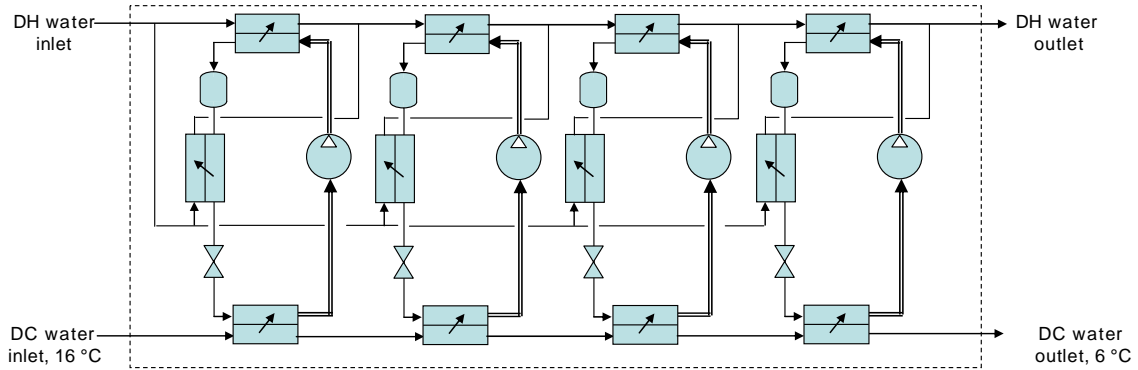 DH water
inlet
DH water
outlet
DC water
inlet, 16 °C
DC water
outlet, 6 °C